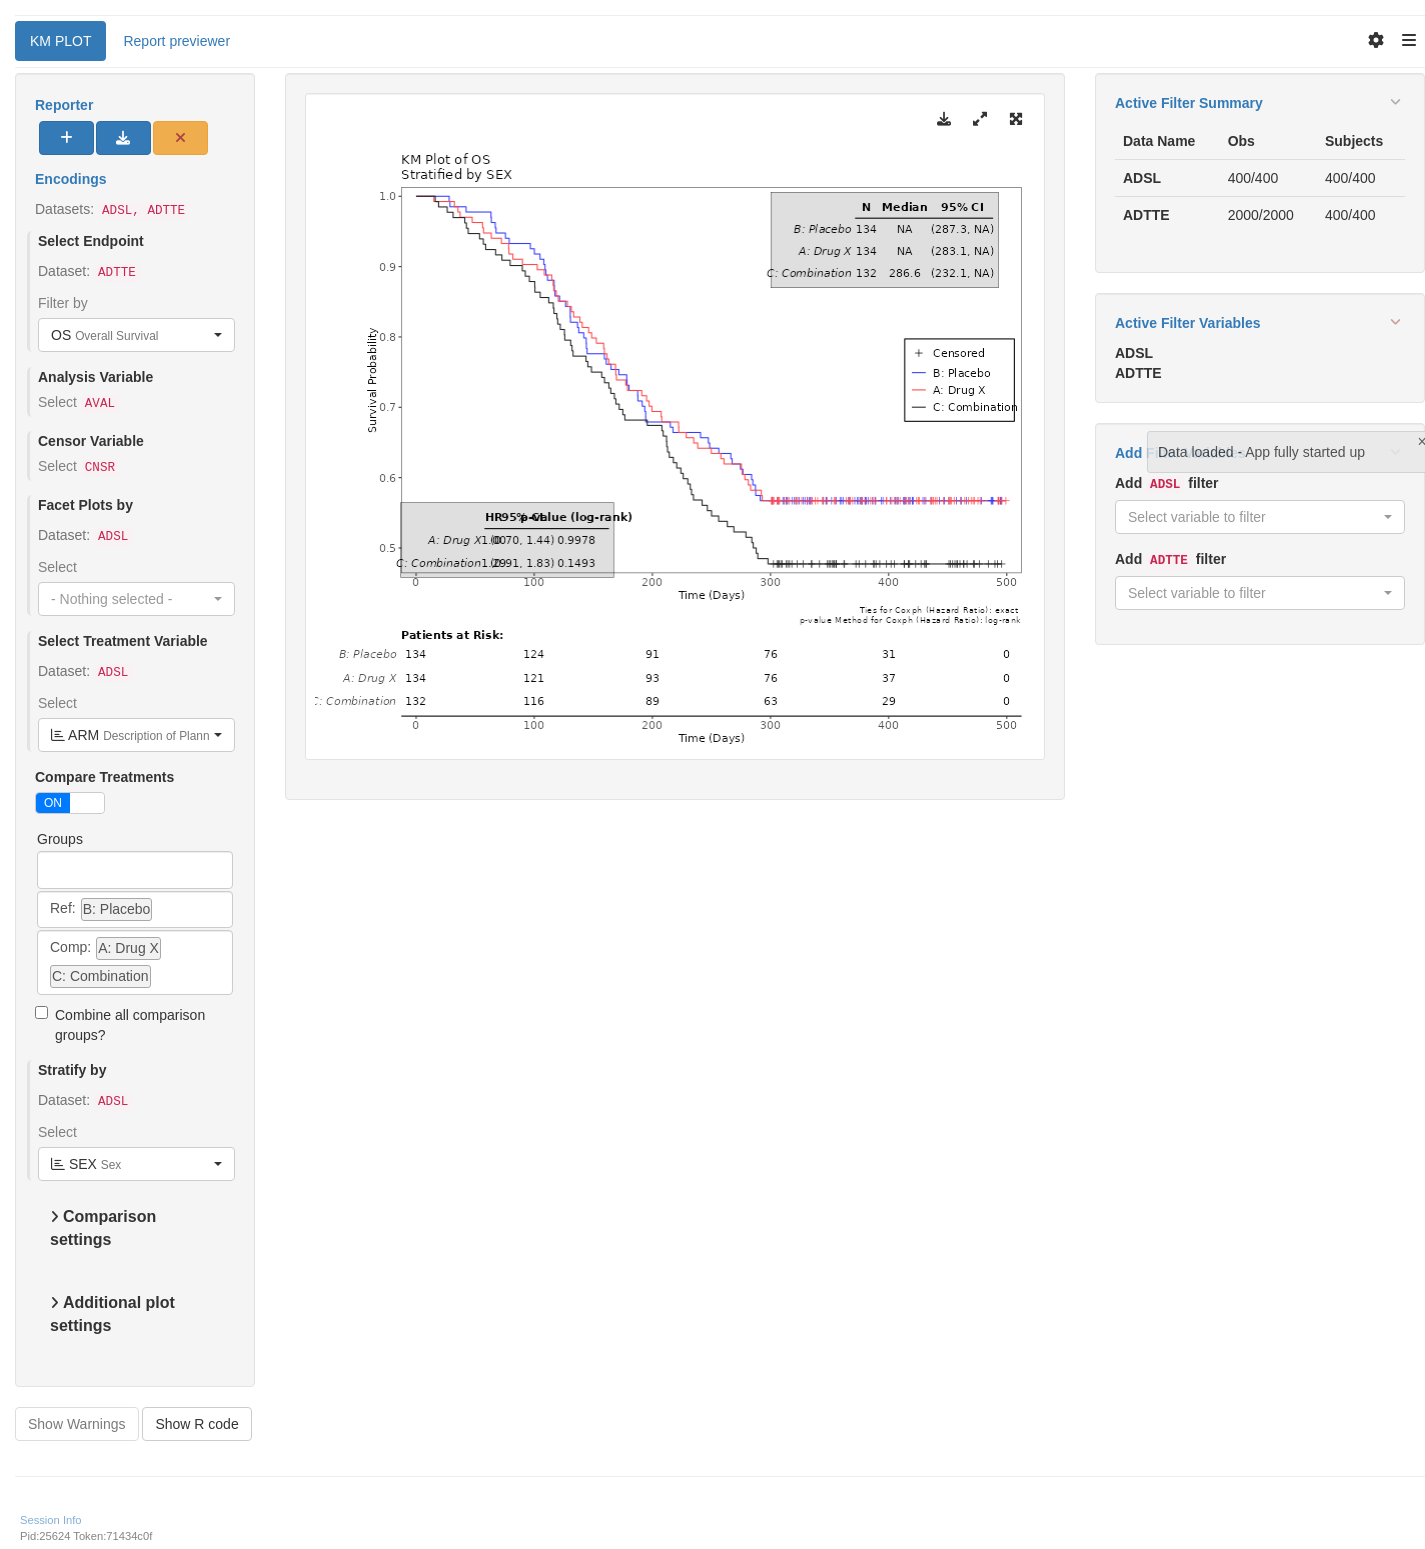 KM PLOT Report previewer
Reporter
Encodings
Datasets: ADSL, ADTTE
Select Endpoint
Dataset: ADTTE
Filter by
OS Overall Survival
Analysis Variable
Select AVAL
Censor Variable
Select CNSR
Facet Plots by
Dataset: ADSL
Select
- Nothing selected -
Select Treatment Variable
Dataset: ADSL
Select
ARM Description of Plann
Compare Treatments
ON
Groups
Ref: B: Placebo
Comp: A: Drug X
C: Combination
Combine all comparison
groups?
Stratify by
Dataset: ADSL
Select
SEX Sex
Comparison
settings
Additional plot
settings
Show Warnings Show R code
KM Plot of OS
Stratified by SEX
1.0
0.9
0.8
0.7
0.6
0.5
Survival Probability
N Median 95% CI
B: Placebo 134 NA (287.3, NA)
A: Drug X 134 NA (283.1, NA)
C: Combination 132 286.6 (232.1, NA)
Censored
B: Placebo
A: Drug X
C: Combination
HR 95% CI p-value (log-rank)
A: Drug X 1.00 (0.70, 1.44) 0.9978
C: Combination 1.29 (0.91, 1.83) 0.1493
0 100 200 300 400 500
Time (Days)
Ties for Coxph (Hazard Ratio): exact
p-value Method for Coxph (Hazard Ratio): log-rank
Patients at Risk:
B: Placebo 134 124 91 76 31 0
A: Drug X 134 121 93 76 37 0
C: Combination 132 116 89 63 29 0
0 100 200 300 400 500
Time (Days)
Active Filter Summary
Data Name Obs Subjects
ADSL 400/400 400/400
ADTTE 2000/2000 400/400
Active Filter Variables
ADSL
ADTTE
Add
Data loaded - App fully started up
×
Add ADSL filter
Select variable to filter
Add ADTTE filter
Select variable to filter
Session Info
Pid:25624 Token:71434c0f